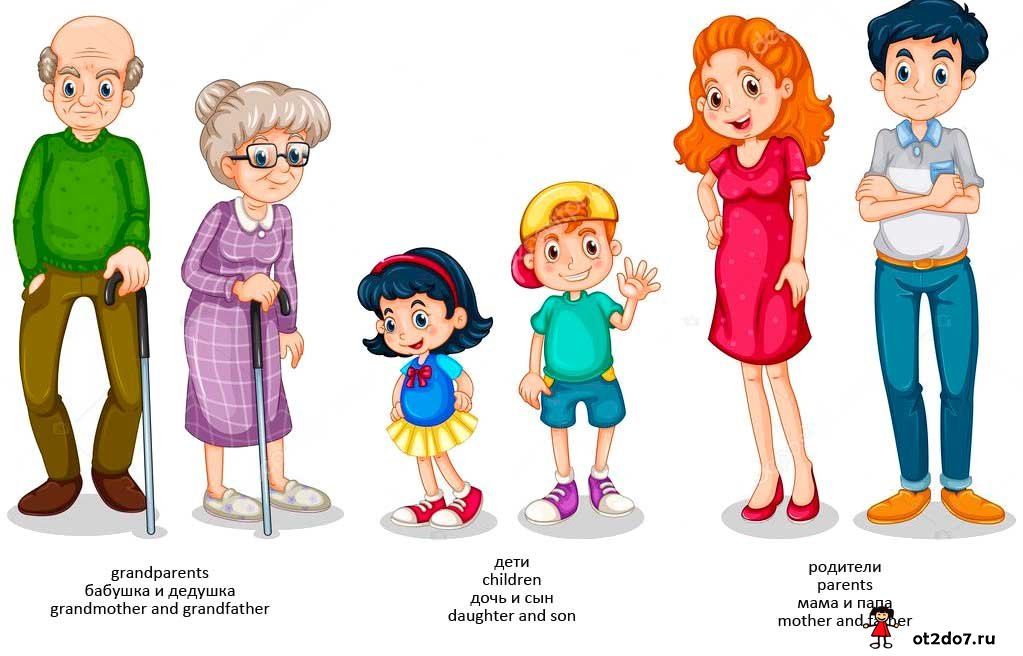 grandparents
бабушка и дедушка
grandmother and grandfather
дети
children
дочь и сын
daughter and son
родители
parents
мама и папа
mother and father
ot2do7.ru